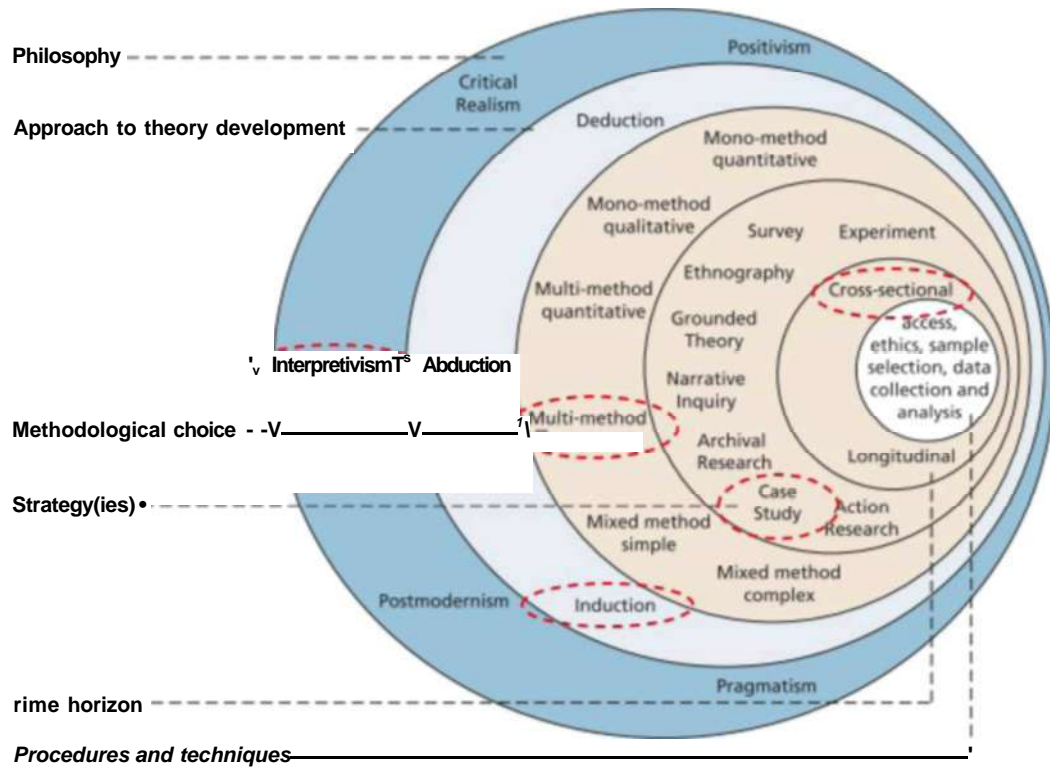 Philosophy
Positivism
Critical
Realism
Approach to theory development
Deduction
Mono-method
quantitative
Mono-method
qualitative
Survey
Experiment
Ethnography
Cross-sectional
Multi-method
quantitative
Grounded
Theory
access,
ethics, sample
selection, data
collection and
analysis
'v InterpretivismTs Abduction
Narrative
Inquiry
Multi-method
Methodological choice - -V V 1\
Archival
Research
Longitudinal
Strategy(ies) •
Case
Study
Action
Research
Mixed method
simple
Mixed method
complex
Postmodernism
Induction
Pragmatism
rime horizon
Procedures and techniques